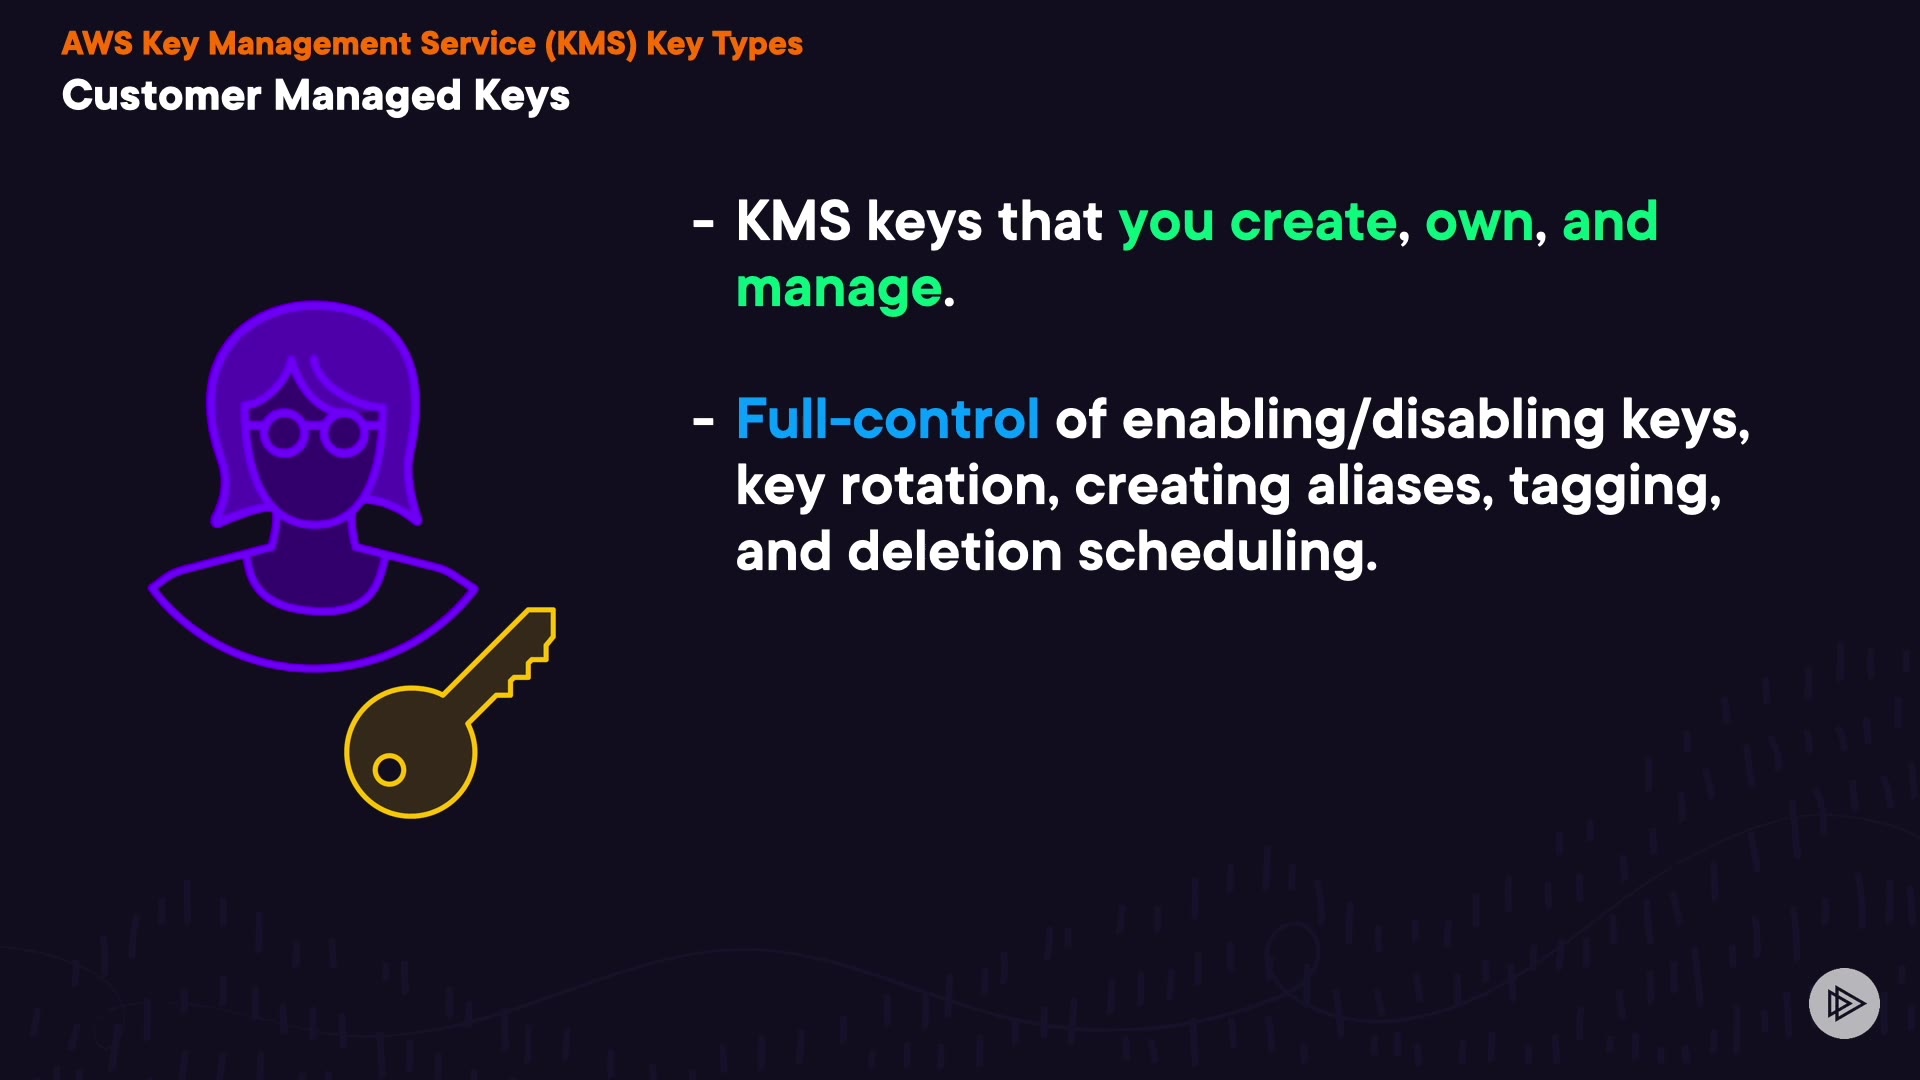 AWS Key Management Service (KMS) Key Types
Customer Managed Keys
- KMS keys that you create, own, and
manage.
- Full-control of enabling/disabling keys,
key rotation, creating aliases, tagging,
and deletion scheduling.